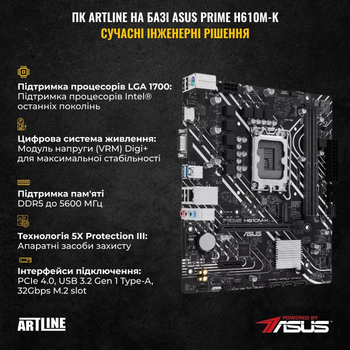 ПК ARTLINE НА БАЗІ ASUS PRIME H610M-K
СУЧАСНІ ІНЖЕНЕРНІ РІШЕННЯ
Підтримка процесорів LGA 1700:
Підтримка процесорів Intel®
останніх поколінь
Цифрова система живлення:
Модуль напруги (VRM) Digi+
для максимальної стабільності
Підтримка пам'яті
DDR5 до 5600 МГц
Технологія 5X Protection III:
Апаратні засоби захисту
Інтерфейси підключення:
PCIe 4.0, USB 3.2 Gen 1 Type-A,
32Gbps M.2 slot
PRIME H610M-K
ASUS
ARTLINE
POWERED BY
ASUS